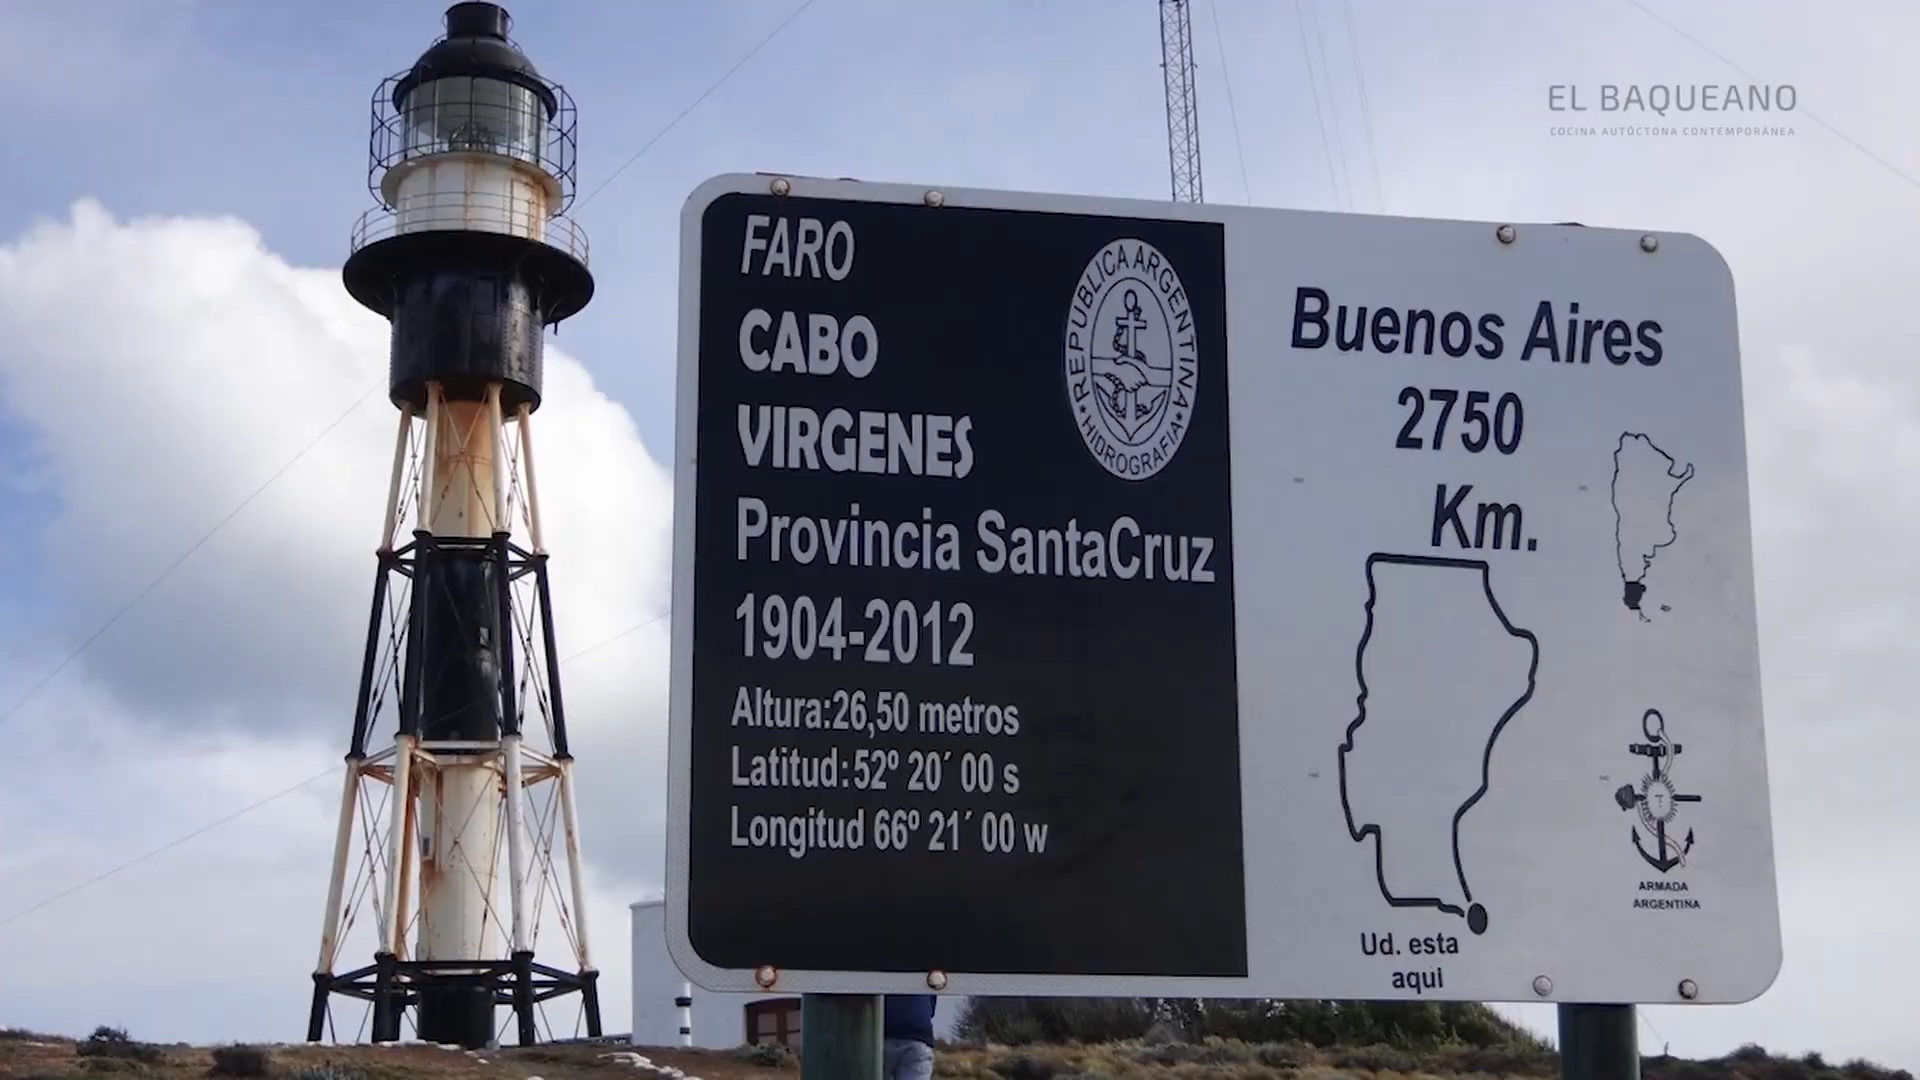 EL BAQUEANO
COCINA AUTÓCTONA CONTEMPORÁNEA
FARO
CABO
VIRGENES
Provincia SantaCruz
1904-2012
Altura:26,50 metros
Latitud:52º 20´ 00 s
Longitud 66º 21´ 00 w
REPUBLICA ARGENTINA
HIDROGRAFIA
Buenos Aires
2750
Km.
Ud. esta
aqui
ARMADA
ARGENTINA